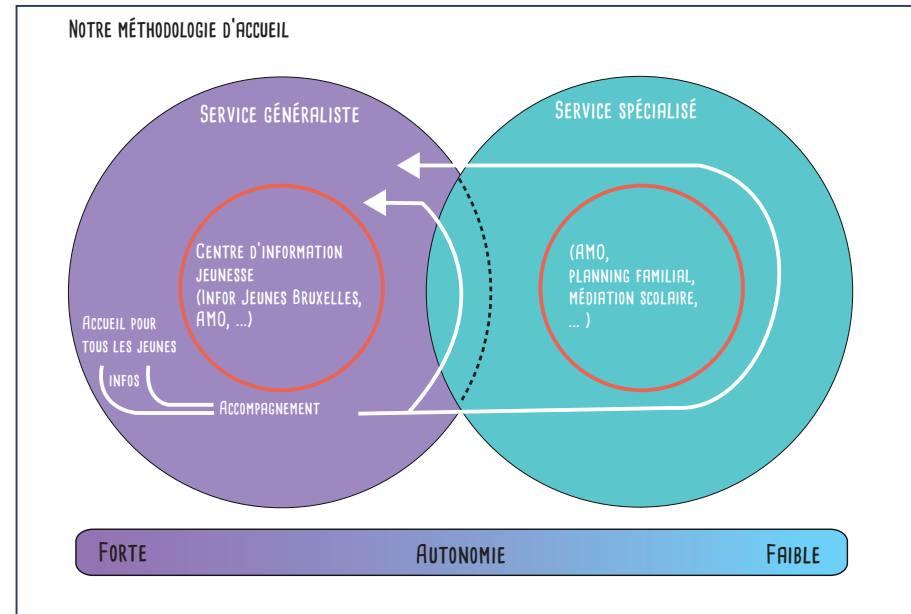 Notre méthodologie d'accueil
Service généraliste
Service spécialisé
Centre d'information
jeunesse
(Infor Jeunes Bruxelles,
AMO, ...)
(AMO,
planning familial,
médiation scolaire,
... )
Accueil pour
tous les jeunes
infos
Accompagnement
Forte
Autonomie
Faible